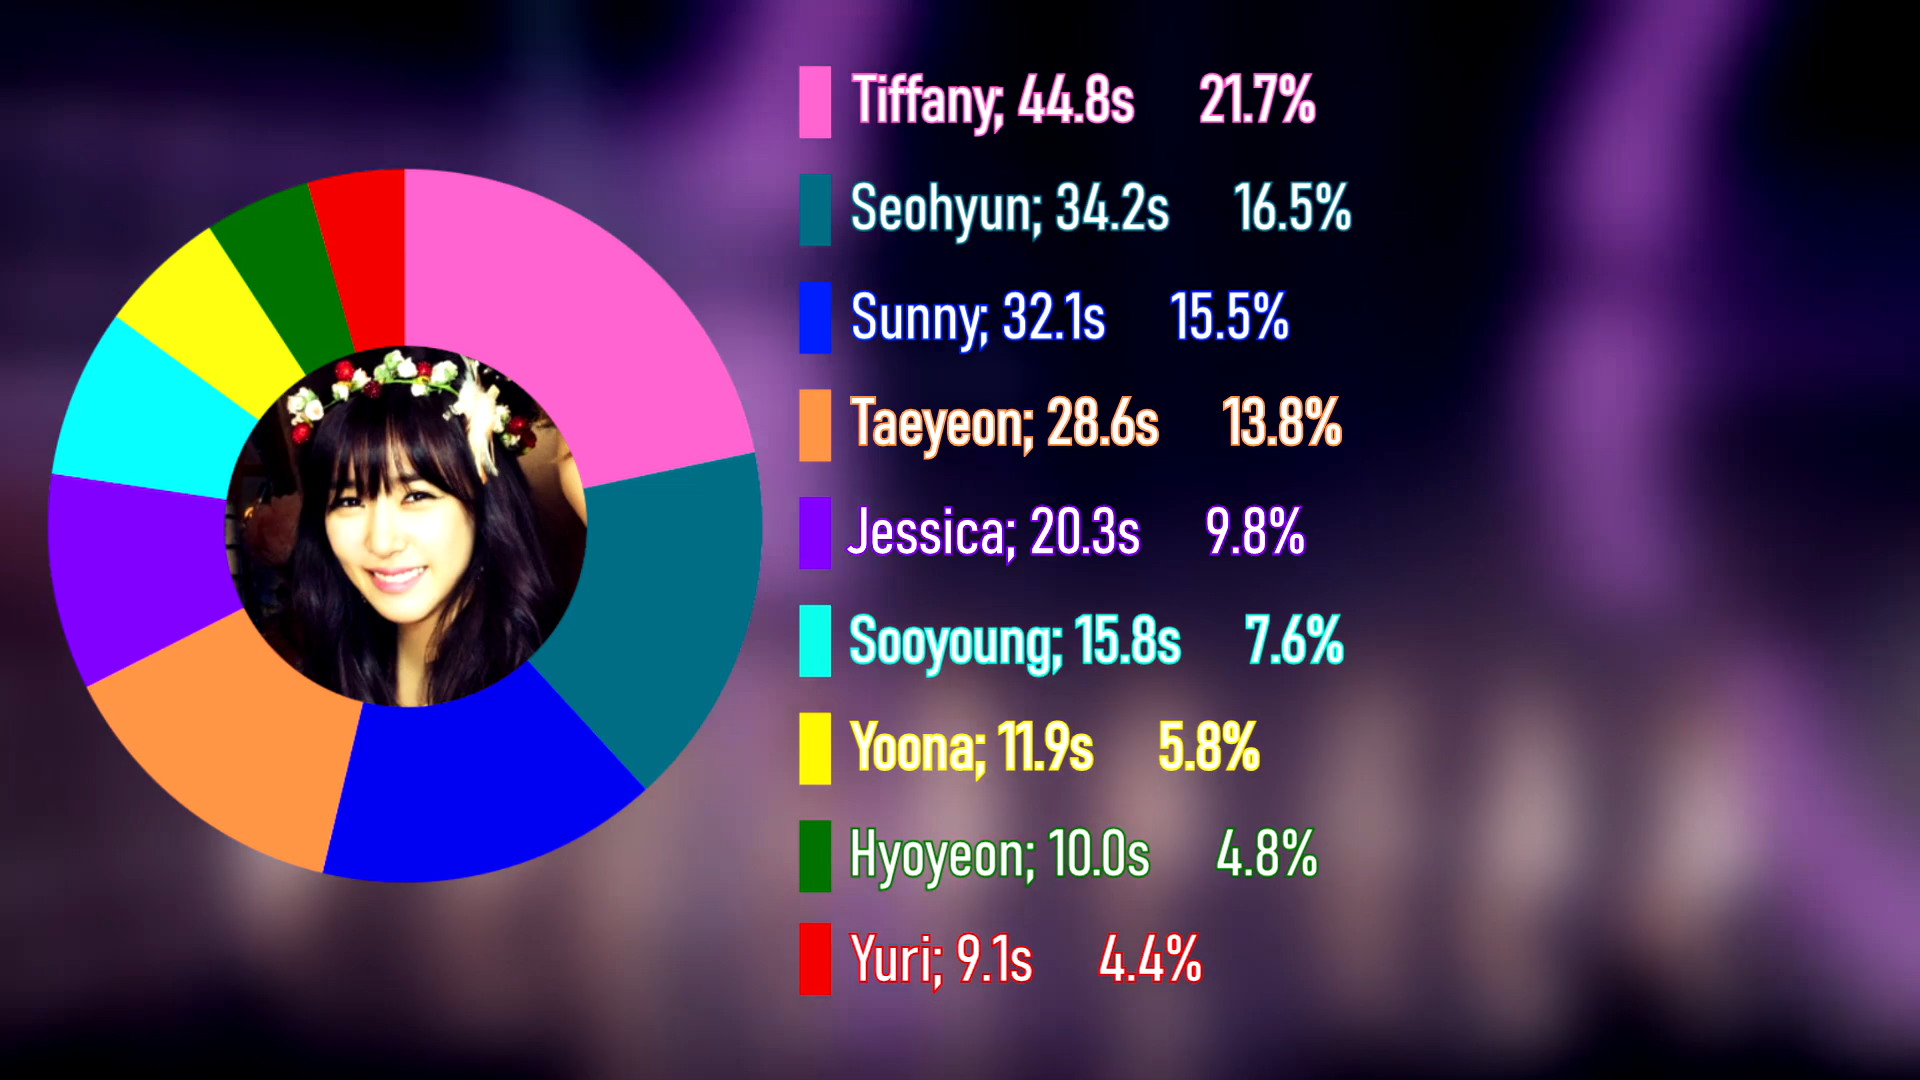 Tiffany; 44.8s 21.7%
Seohyun; 34.2s 16.5%
Sunny; 32.1s 15.5%
Taeyeon; 28.6s 13.8%
Jessica; 20.3s 9.8%
Sooyoung; 15.8s 7.6%
Yoona; 11.9s 5.8%
Hyoyeon; 10.0s 4.8%
Yuri; 9.1s 4.4%